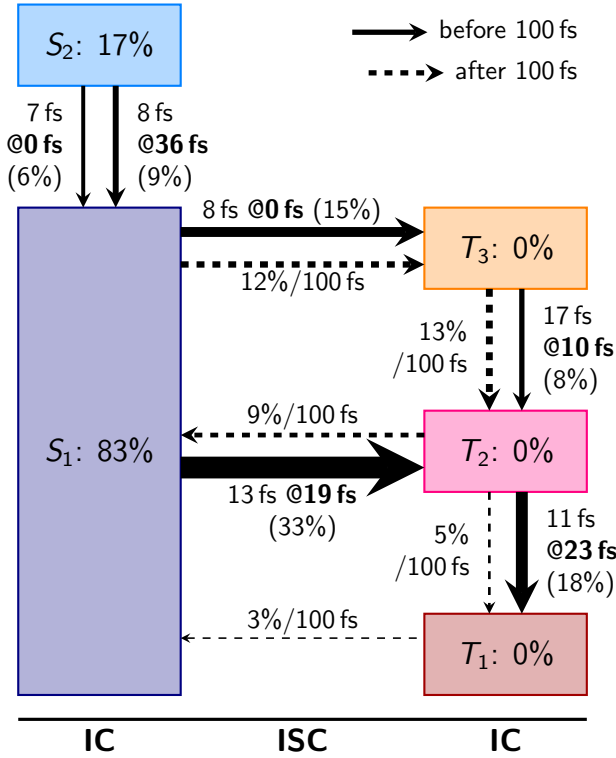 S₂: 17%
before 100 fs
after 100 fs
7 fs
@0 fs
(6%)
8 fs
@36 fs
(9%)
8 fs @0 fs (15%)
12%/100 fs
T₃: 0%
13%
/100 fs
17 fs
@10 fs
(8%)
S₁: 83%
9%/100 fs
13 fs @19 fs
(33%)
T₂: 0%
5%
/100 fs
11 fs
@23 fs
(18%)
3%/100 fs
T₁: 0%
IC
ISC
IC